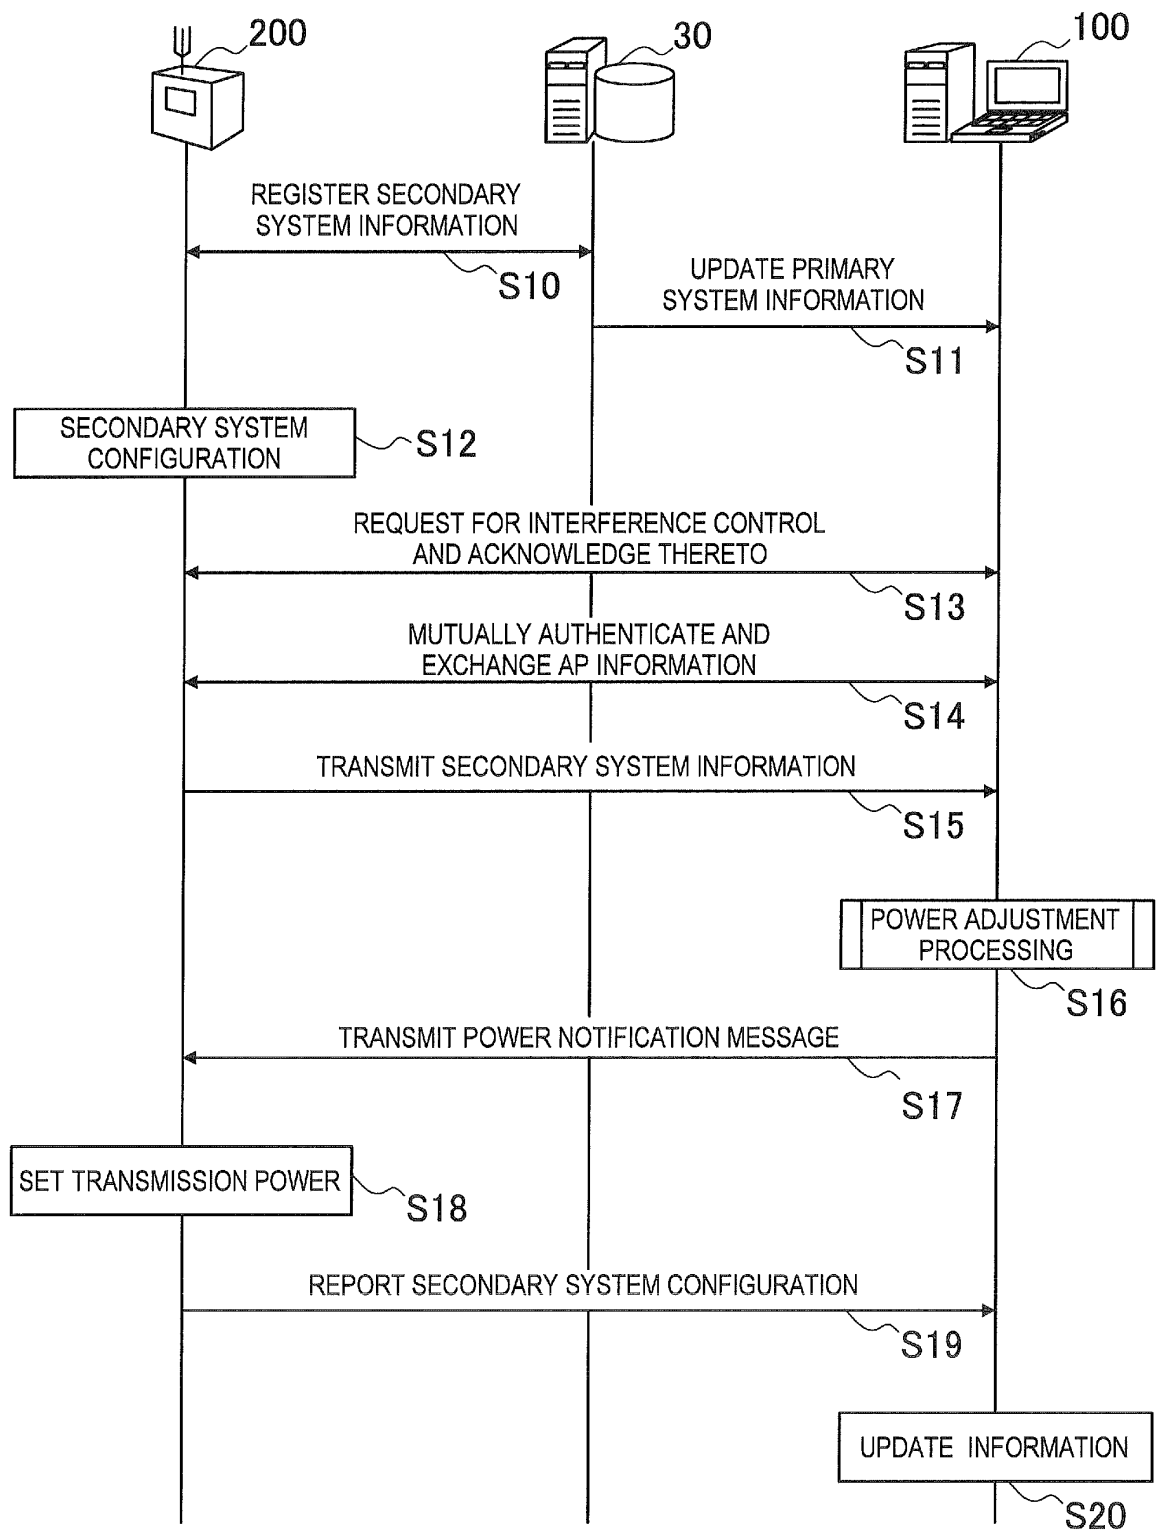 200
30
100
REGISTER SECONDARY
SYSTEM INFORMATION
S10
UPDATE PRIMARY
SYSTEM INFORMATION
S11
SECONDARY SYSTEM
CONFIGURATION
S12
REQUEST FOR INTERFERENCE CONTROL
AND ACKNOWLEDGE THERETO
S13
MUTUALLY AUTHENTICATE AND
EXCHANGE AP INFORMATION
S14
TRANSMIT SECONDARY SYSTEM INFORMATION
S15
POWER ADJUSTMENT
PROCESSING
S16
TRANSMIT POWER NOTIFICATION MESSAGE
S17
SET TRANSMISSION POWER
S18
REPORT SECONDARY SYSTEM CONFIGURATION
S19
UPDATE INFORMATION
S20